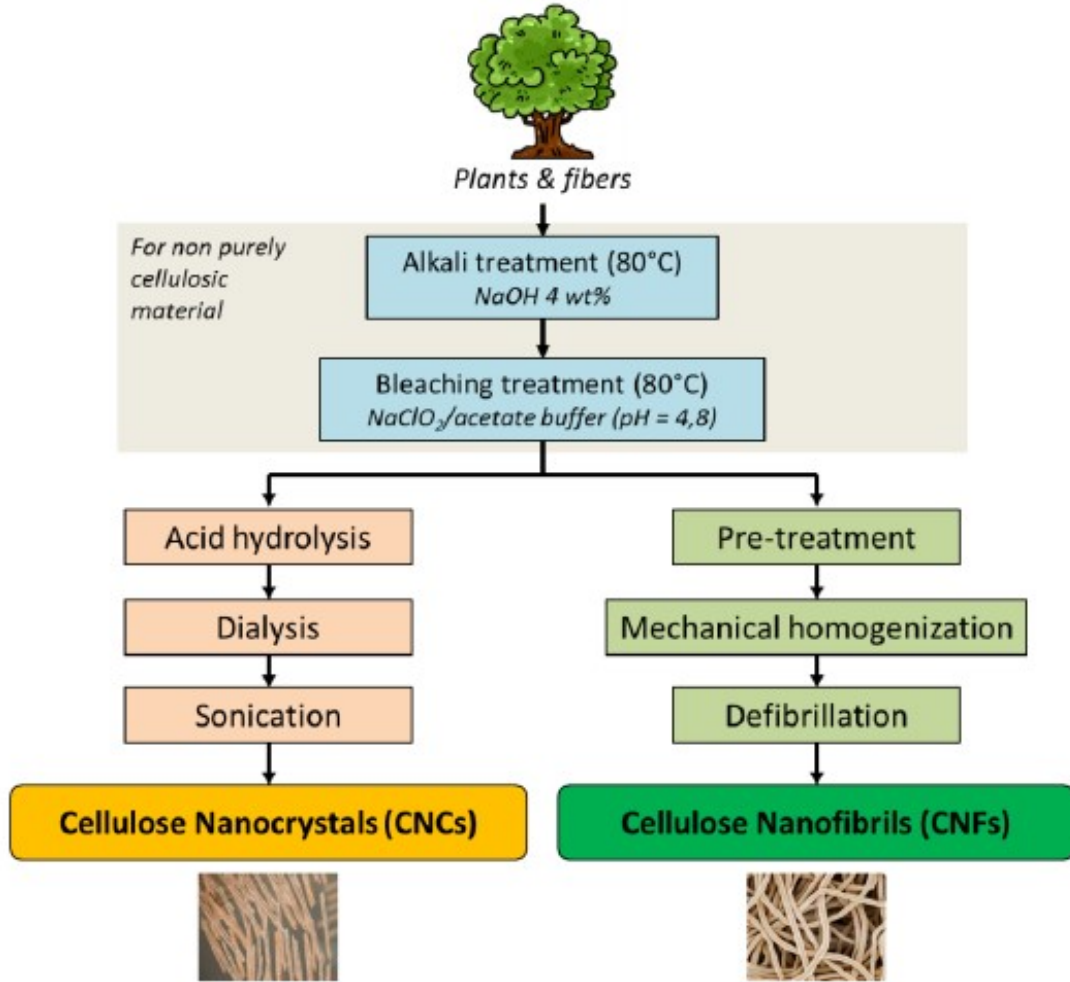 Plants & fibers
For non purely
cellulosic
material
Alkali treatment (80°C)
NaOH 4 wt%
Bleaching treatment (80°C)
NaClO₂/acetate buffer (pH = 4,8)
Acid hydrolysis
Pre-treatment
Dialysis
Mechanical homogenization
Sonication
Defibrillation
Cellulose Nanocrystals (CNCs)
Cellulose Nanofibrils (CNFs)